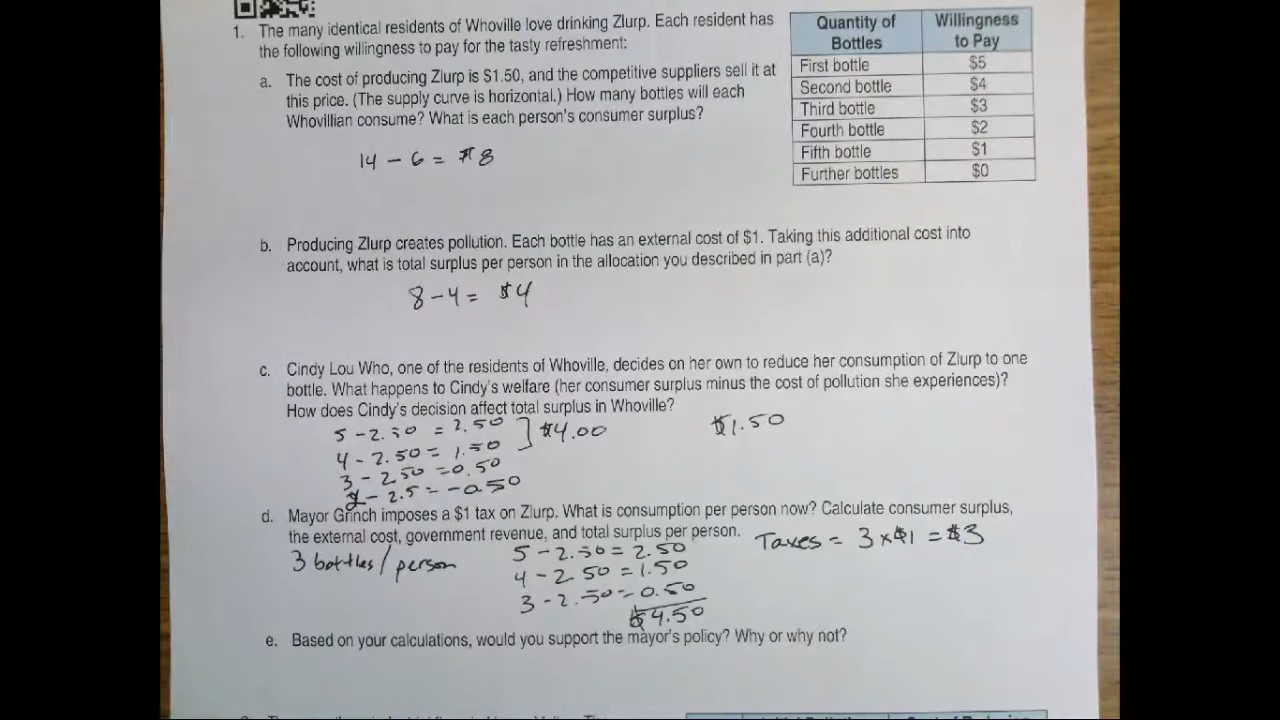 1. The many identical residents of Whoville love drinking Zlurp. Each resident has
the following willingness to pay for the tasty refreshment:
Quantity of Bottles Willingness to Pay
First bottle $5
Second bottle $4
Third bottle $3
Fourth bottle $2
Fifth bottle $1
Further bottles $0
a. The cost of producing Zlurp is $1.50, and the competitive suppliers sell it at
this price. (The supply curve is horizontal.) How many bottles will each
Whovillian consume? What is each person's consumer surplus?
14 - 6 = $8
b. Producing Zlurp creates pollution. Each bottle has an external cost of $1. Taking this additional cost into
account, what is total surplus per person in the allocation you described in part (a)?
8 - 4 = $4
c. Cindy Lou Who, one of the residents of Whoville, decides on her own to reduce her consumption of Zlurp to one
bottle. What happens to Cindy's welfare (her consumer surplus minus the cost of pollution she experiences)?
How does Cindy's decision affect total surplus in Whoville?
5 - 2.50 = 2.50
4 - 2.50 = 1.50
3 - 2.50 = 0.50
2 - 2.5 = -0.50
$4.00
$1.50
d. Mayor Grinch imposes a $1 tax on Zlurp. What is consumption per person now? Calculate consumer surplus,
the external cost, government revenue, and total surplus per person.
3 bottles/person
5 - 2.50 = 2.50
4 - 2.50 = 1.50
3 - 2.50 = 0.50
$4.50
Taxes = 3 x $1 = $3
e. Based on your calculations, would you support the mayor's policy? Why or why not?